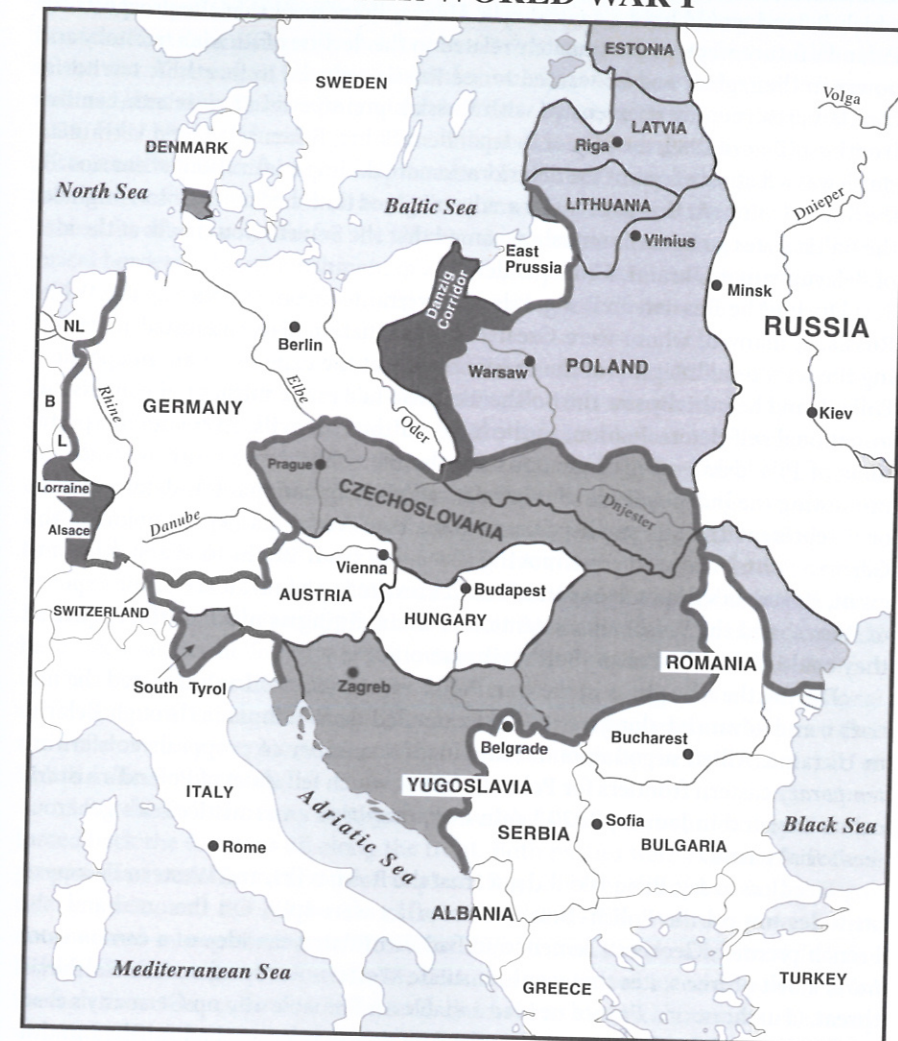 ESTONIA
SWEDEN
Volga
LATVIA
Riga
DENMARK
North Sea
Baltic Sea
LITHUANIA
Dnieper
Vilnius
East
Prussia
Minsk
Danzig
Corridor
RUSSIA
NL
Berlin
Warsaw
POLAND
Rhine
Elbe
B
GERMANY
Kiev
Oder
L
Prague
Lorraine
CZECHOSLOVAKIA
Dnjester
Alsace
Danube
Vienna
Budapest
AUSTRIA
SWITZERLAND
HUNGARY
ROMANIA
South Tyrol
Zagreb
Belgrade
Bucharest
YUGOSLAVIA
ITALY
Adriatic Sea
SERBIA
Sofia
Black Sea
BULGARIA
Rome
ALBANIA
Mediterranean Sea
GREECE
TURKEY